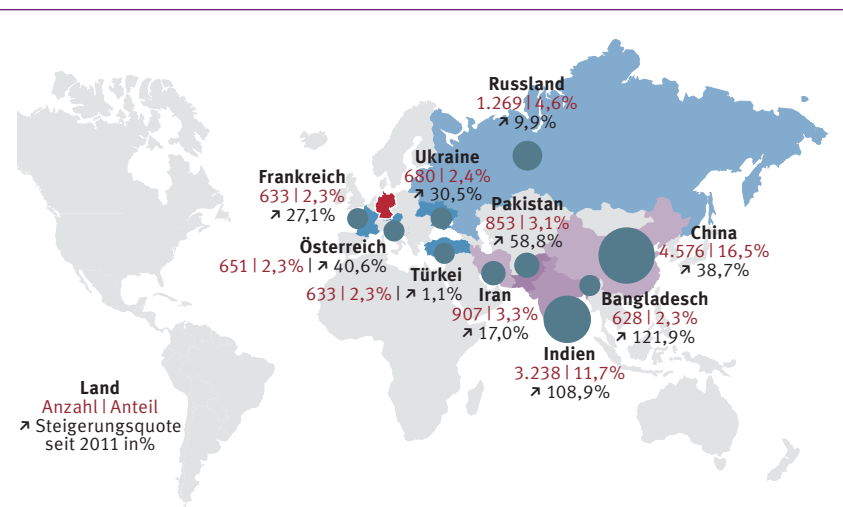 Russland
1.269 | 4,6%
↗ 9,9%
Ukraine
680 | 2,4%
↗ 30,5%
Frankreich
633 | 2,3%
↗ 27,1%
Pakistan
853 | 3,1%
↗ 58,8%
China
4.576 | 16,5%
↗ 38,7%
Österreich
651 | 2,3% | ↗ 40,6%
Türkei
633 | 2,3% | ↗ 1,1%
Iran
907 | 3,3%
↗ 17,0%
Bangladesch
628 | 2,3%
↗ 121,9%
Indien
3.238 | 11,7%
↗ 108,9%
Land
Anzahl | Anteil
↗ Steigerungsquote
seit 2011 in%